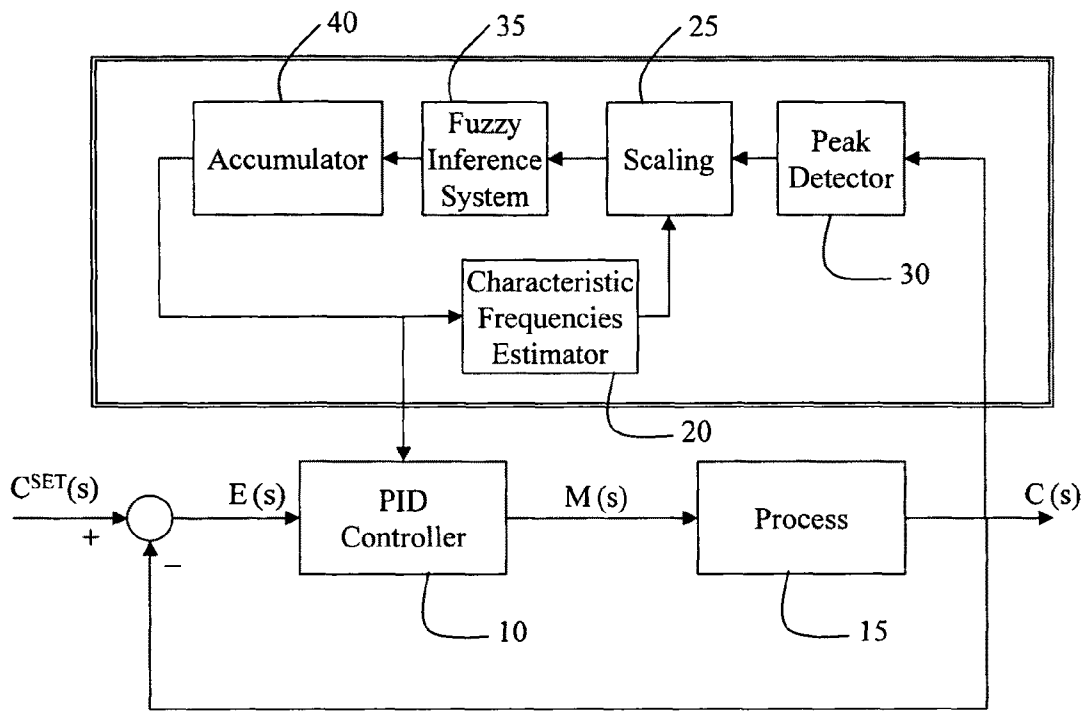 40
35
25
Accumulator
Fuzzy
Inference
System
Scaling
Peak
Detector
30
Characteristic
Frequencies
Estimator
20
C^SET(s)
+
−
E (s)
PID
Controller
M (s)
Process
C (s)
10
15